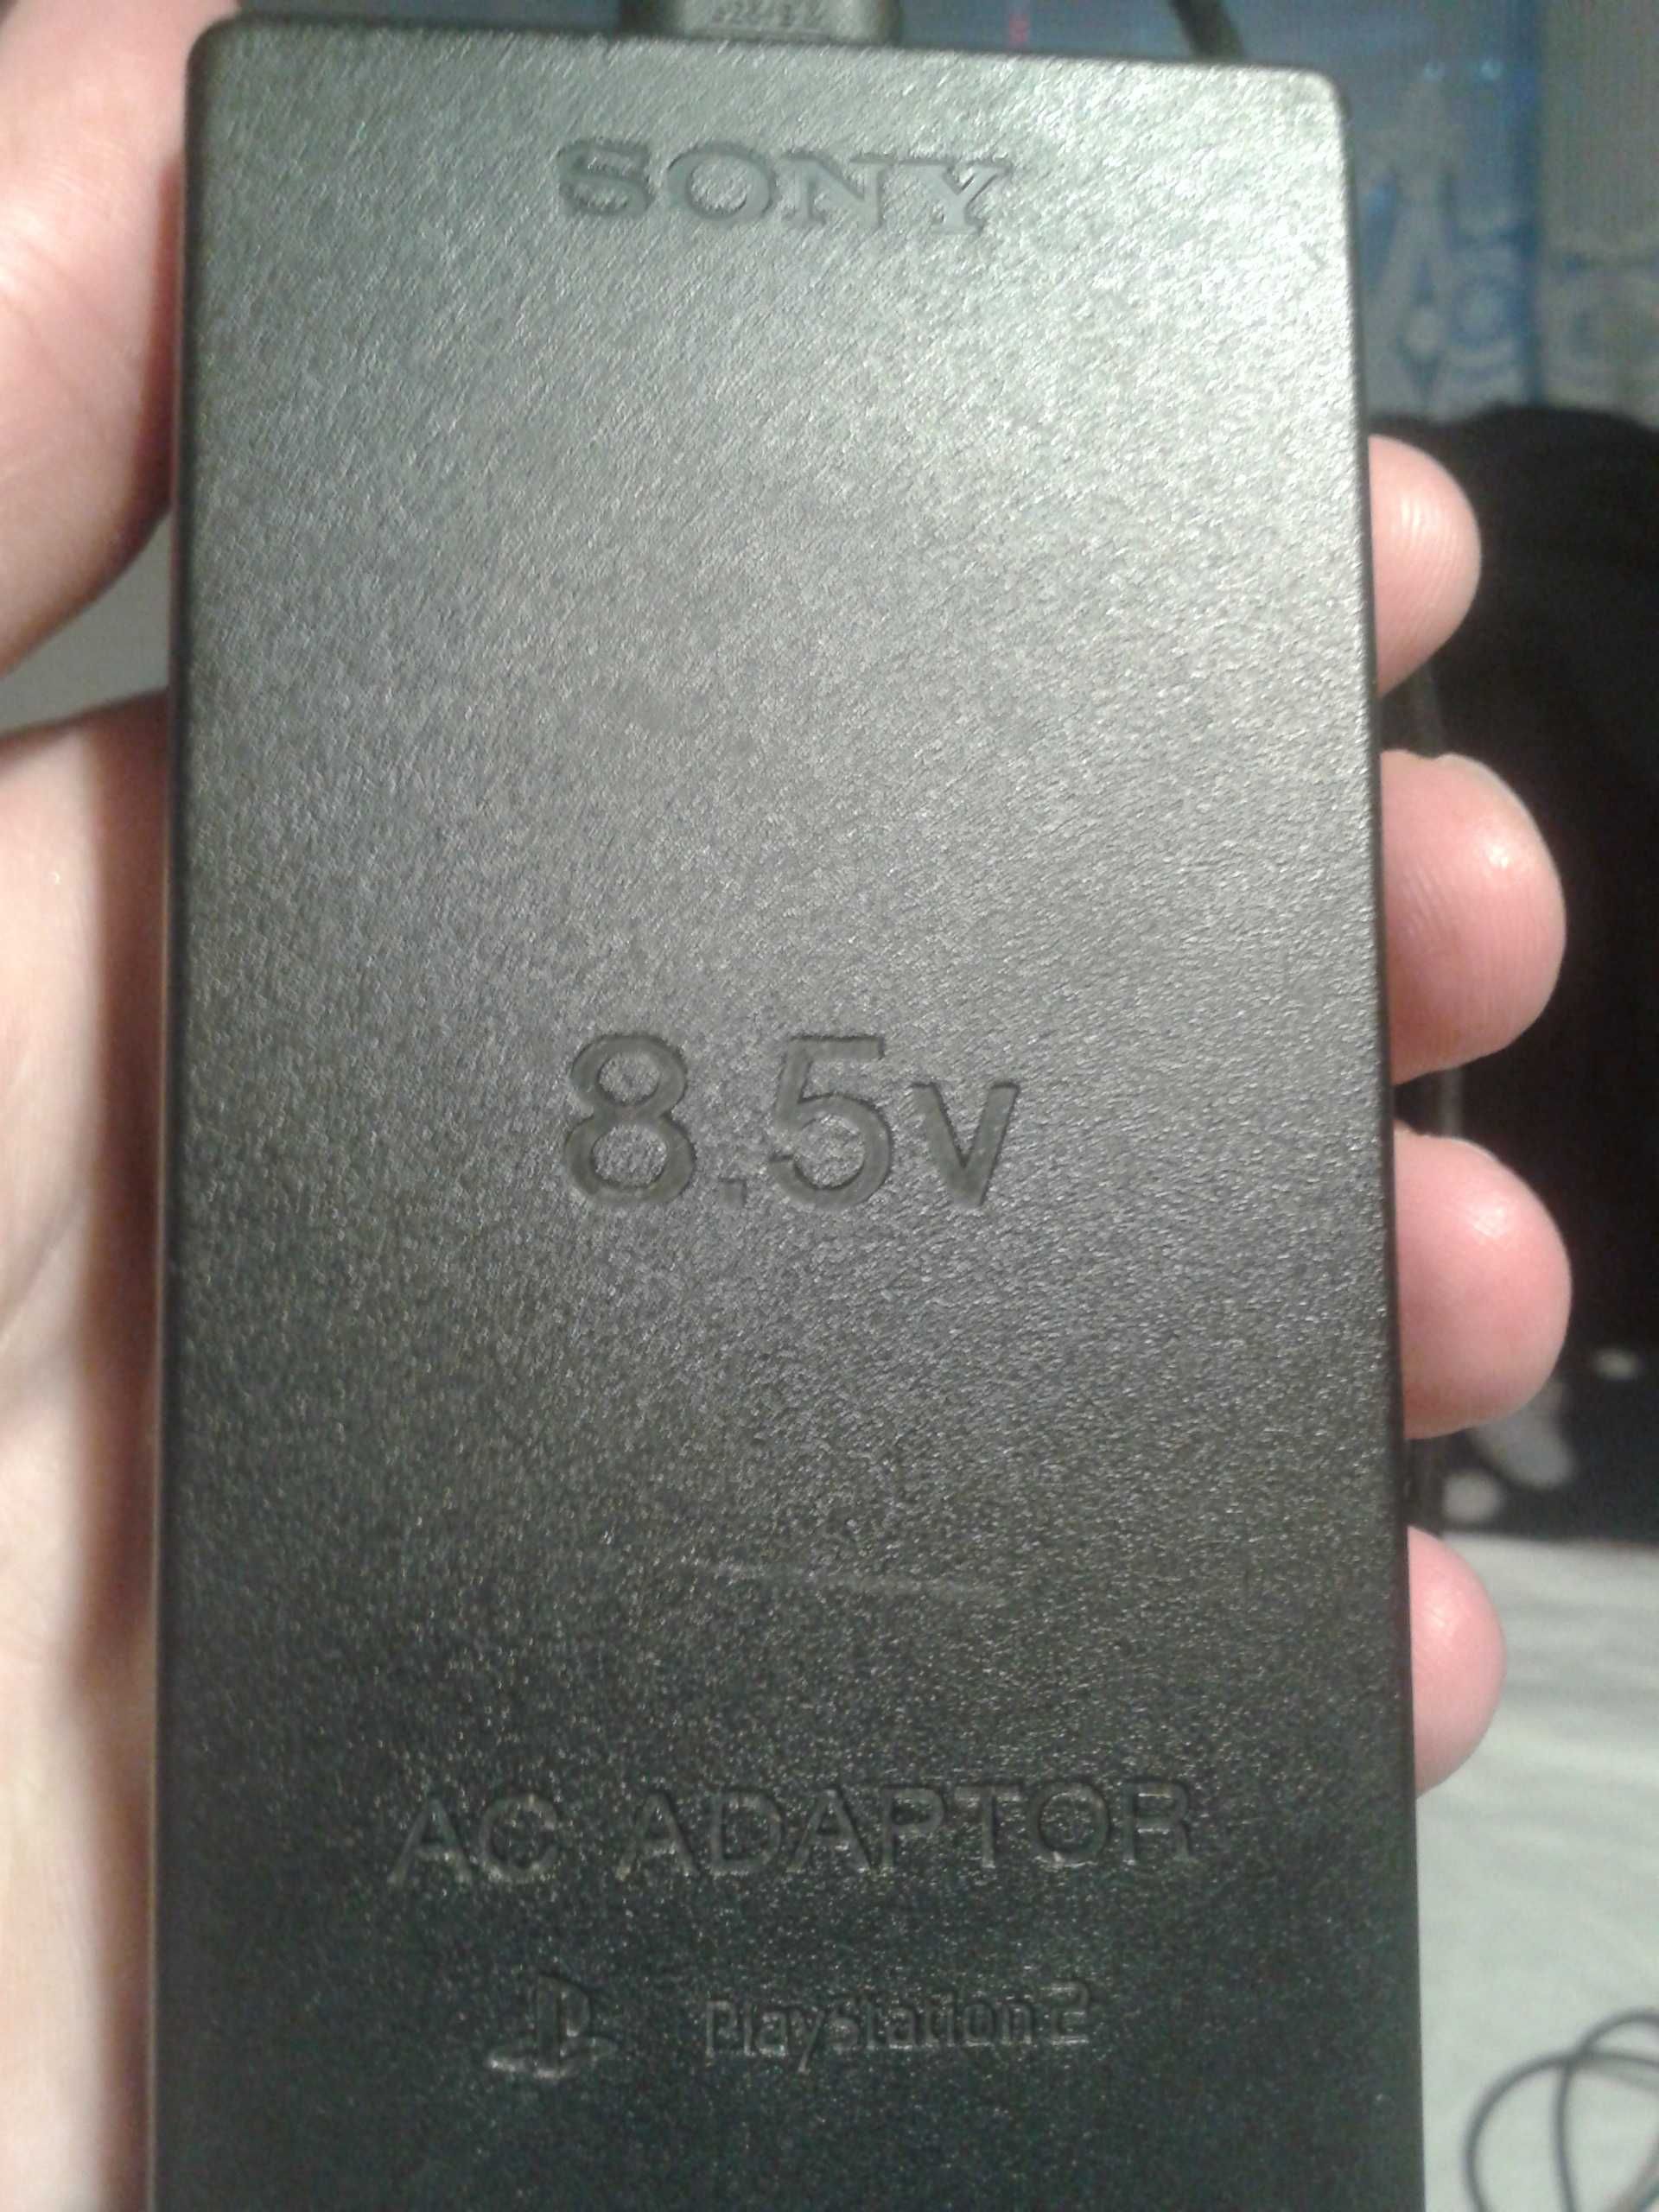 SONY
8.5v
AC ADAPTOR
PlayStation 2